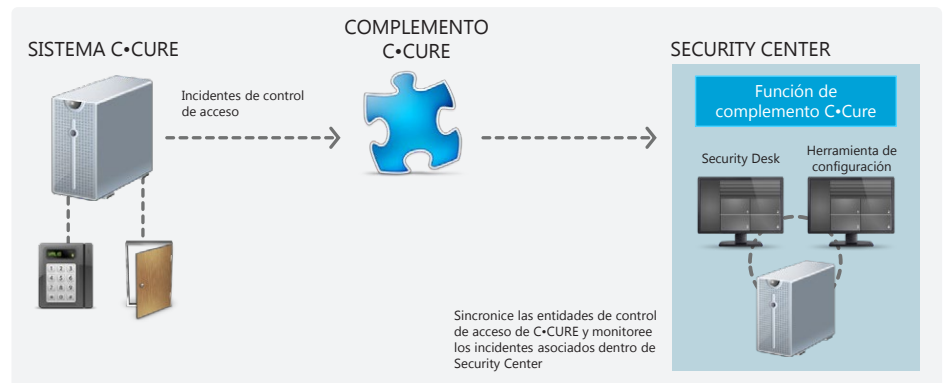 SISTEMA C•CURE
COMPLEMENTO
C•CURE
SECURITY CENTER
Incidentes de control
de acceso
Función de
complemento C•Cure
Security Desk
Herramienta de
configuración
Sincronice las entidades de control
de acceso de C•CURE y monitoree
los incidentes asociados dentro de
Security Center